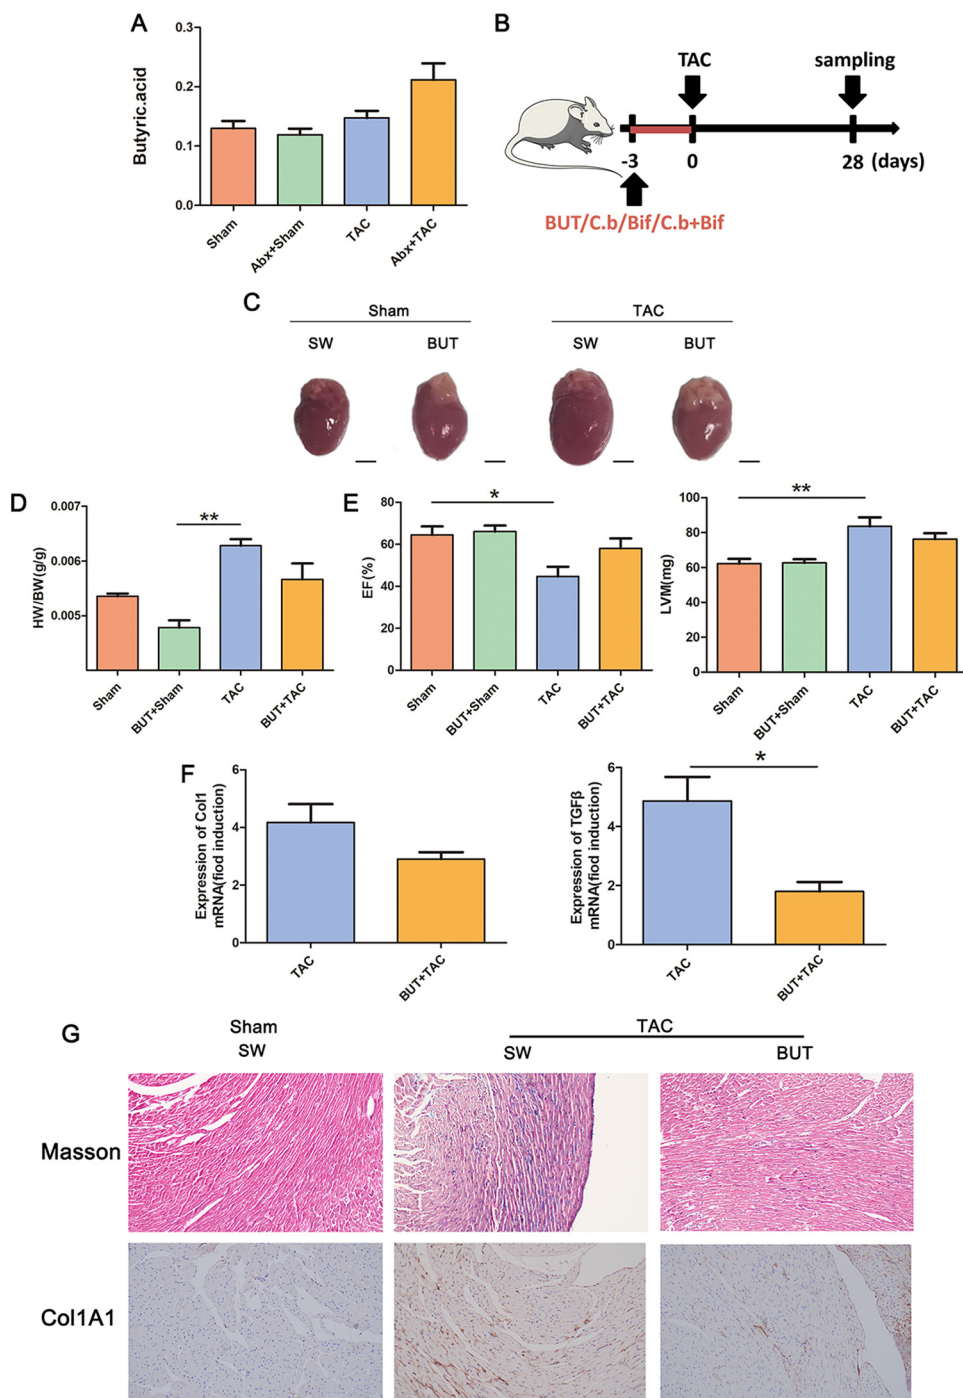 A
Butyric.acid
0.3
0.2
0.1
0.0
Sham
Abx+Sham
TAC
Abx+TAC
B
TAC
sampling
-3
0
28 (days)
BUT/C.b/Bif/C.b+Bif
C
Sham
TAC
SW
BUT
SW
BUT
D
HW/BW(g/g)
0.007
0.006
0.005
**
Sham
BUT+Sham
TAC
BUT+TAC
E
EF(%)
80
60
40
20
0
*
Sham
BUT+Sham
TAC
BUT+TAC
LVM(mg)
100
80
60
40
20
0
**
Sham
BUT+Sham
TAC
BUT+TAC
F
Expression of Col1
mRNA(fiod induction)
6
4
2
0
TAC
BUT+TAC
Expression of TGFβ
mRNA(fiod induction)
6
4
2
0
*
TAC
BUT+TAC
G
Sham
SW
TAC
SW
BUT
Masson
Col1A1